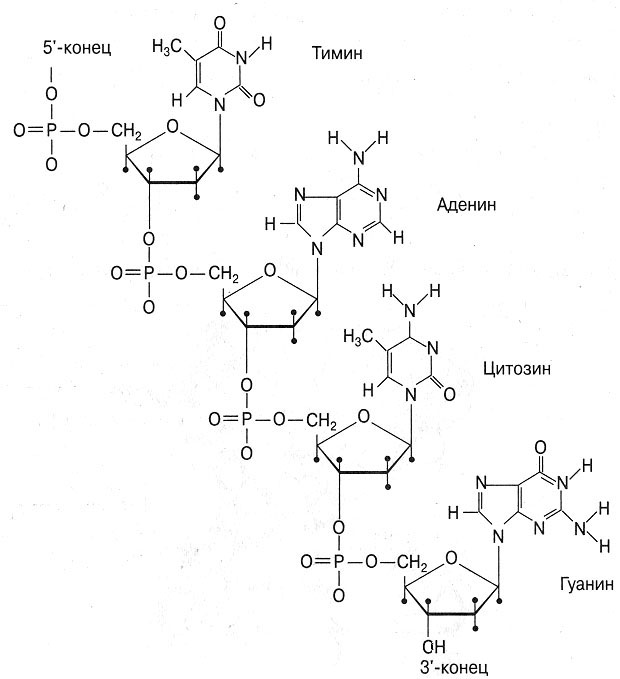 5'-конец
Тимин
O
H₃C
N
H
H
N
O
O
O=P—O—CH₂
O
O
Аденин
H
H
N
N
N
H
N
N
H
O
O=P—O—CH₂
O
O
Цитозин
H
H
N
H₃C
N
H
N
O
O
O=P—O—CH₂
O
O
Гуанин
O
N
N
H
H
N
N
N
H
H
O
O=P—O—CH₂
O
O
OH
3'-конец